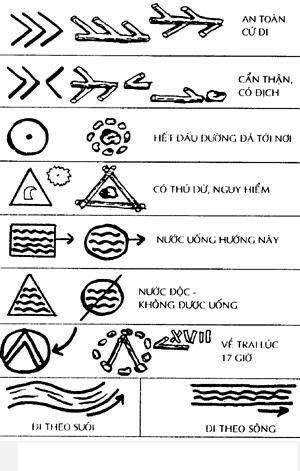 AN TOÀN
CỨ ĐI
CẨN THẬN,
CÓ ĐỊCH
HẾT DẤU ĐƯỜNG ĐÃ TỚI NƠI
CÓ THÚ DỮ, NGUY HIỂM
NƯỚC UỐNG HƯỚNG NÀY
NƯỚC ĐỘC -
KHÔNG ĐƯỢC UỐNG
XVII
VỀ TRẠI LÚC
17 GIỜ
ĐI THEO SUỐI
ĐI THEO SÔNG